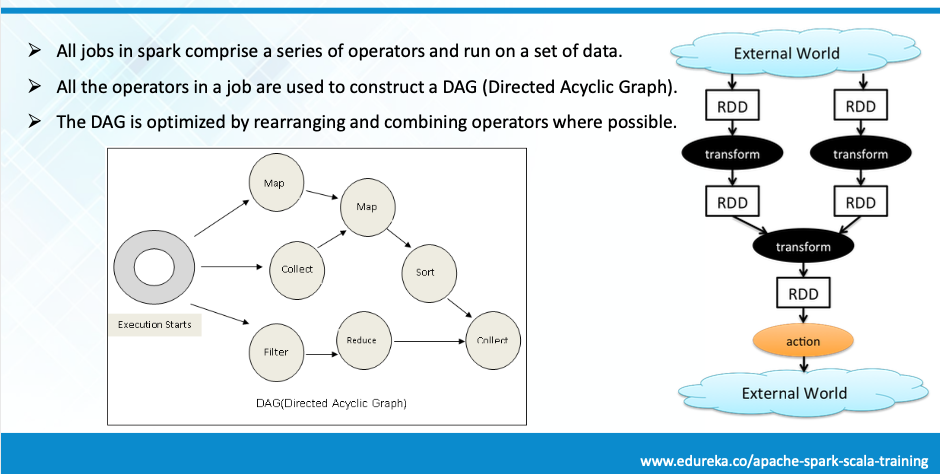 ➢ All jobs in spark comprise a series of operators and run on a set of data.
➢ All the operators in a job are used to construct a DAG (Directed Acyclic Graph).
➢ The DAG is optimized by rearranging and combining operators where possible.
Map
Map
Collect
Sort
Execution Starts
Filter
Reduce
Collect
DAG(Directed Acyclic Graph)
External World
RDD
RDD
transform
transform
RDD
RDD
transform
RDD
action
External World
www.edureka.co/apache-spark-scala-training